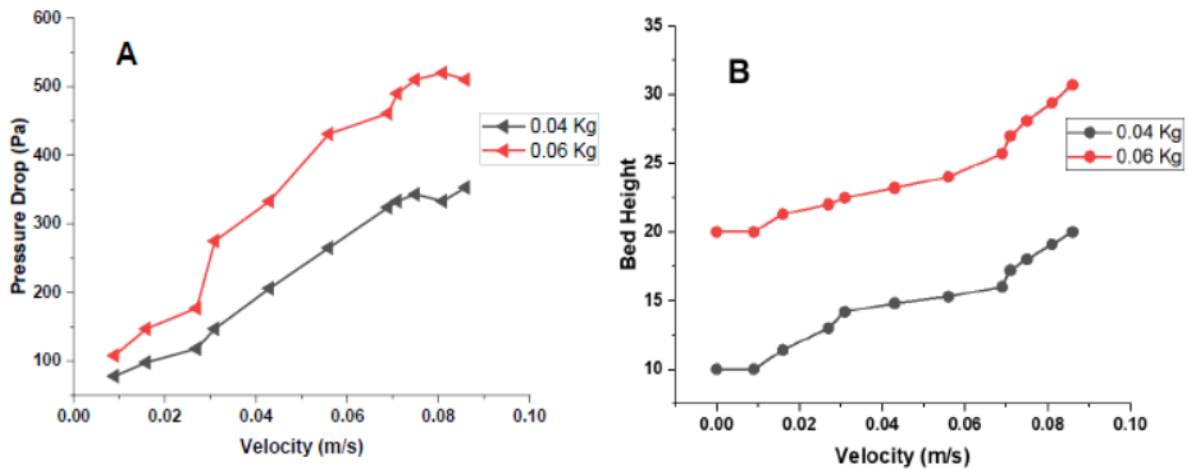 A
Pressure Drop (Pa)
600
500
400
300
200
100
0.00 0.02 0.04 0.06 0.08 0.10
Velocity (m/s)
0.04 Kg
0.06 Kg
B
Bed Height
35
30
25
20
15
10
0.00 0.02 0.04 0.06 0.08 0.10
Velocity (m/s)
0.04 Kg
0.06 Kg